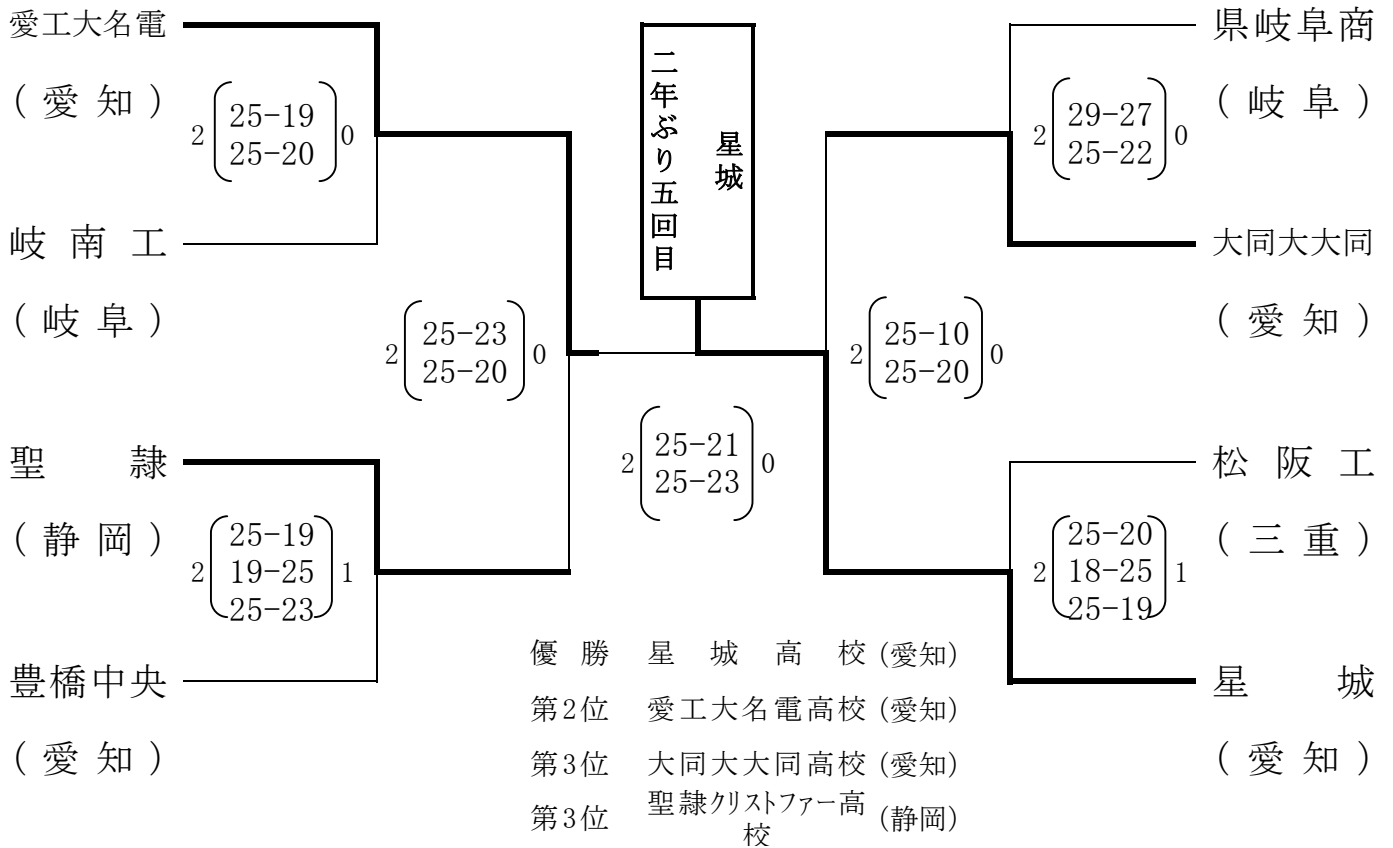 愛工大名電
(愛知)
2 25-19 0
25-20
岐南工
(岐阜)
2 25-23 0
25-20
聖隷
(静岡)
25-19
2 19-25 1
25-23
豊橋中央
(愛知)
星城
二年ぶり五回目
2 25-21 0
25-23
県岐阜商
(岐阜)
2 29-27 0
25-22
大同大大同
(愛知)
2 25-10 0
25-20
松阪工
(三重)
25-20
2 18-25 1
25-19
星城
(愛知)
優勝 星城高校 (愛知)
第2位 愛工大名電高校 (愛知)
第3位 大同大大同高校 (愛知)
第3位 聖隷クリストファー高
校 (静岡)